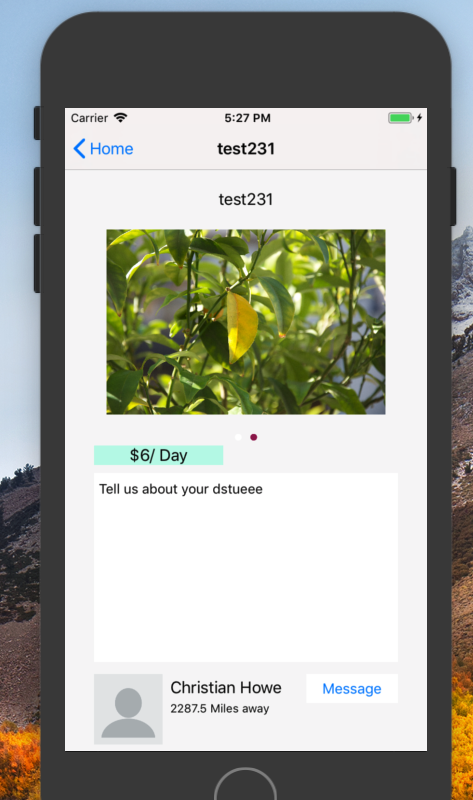 Carrier 5:27 PM
Home test231
test231
$6/ Day
Tell us about your dstueee
Christian Howe Message
2287.5 Miles away